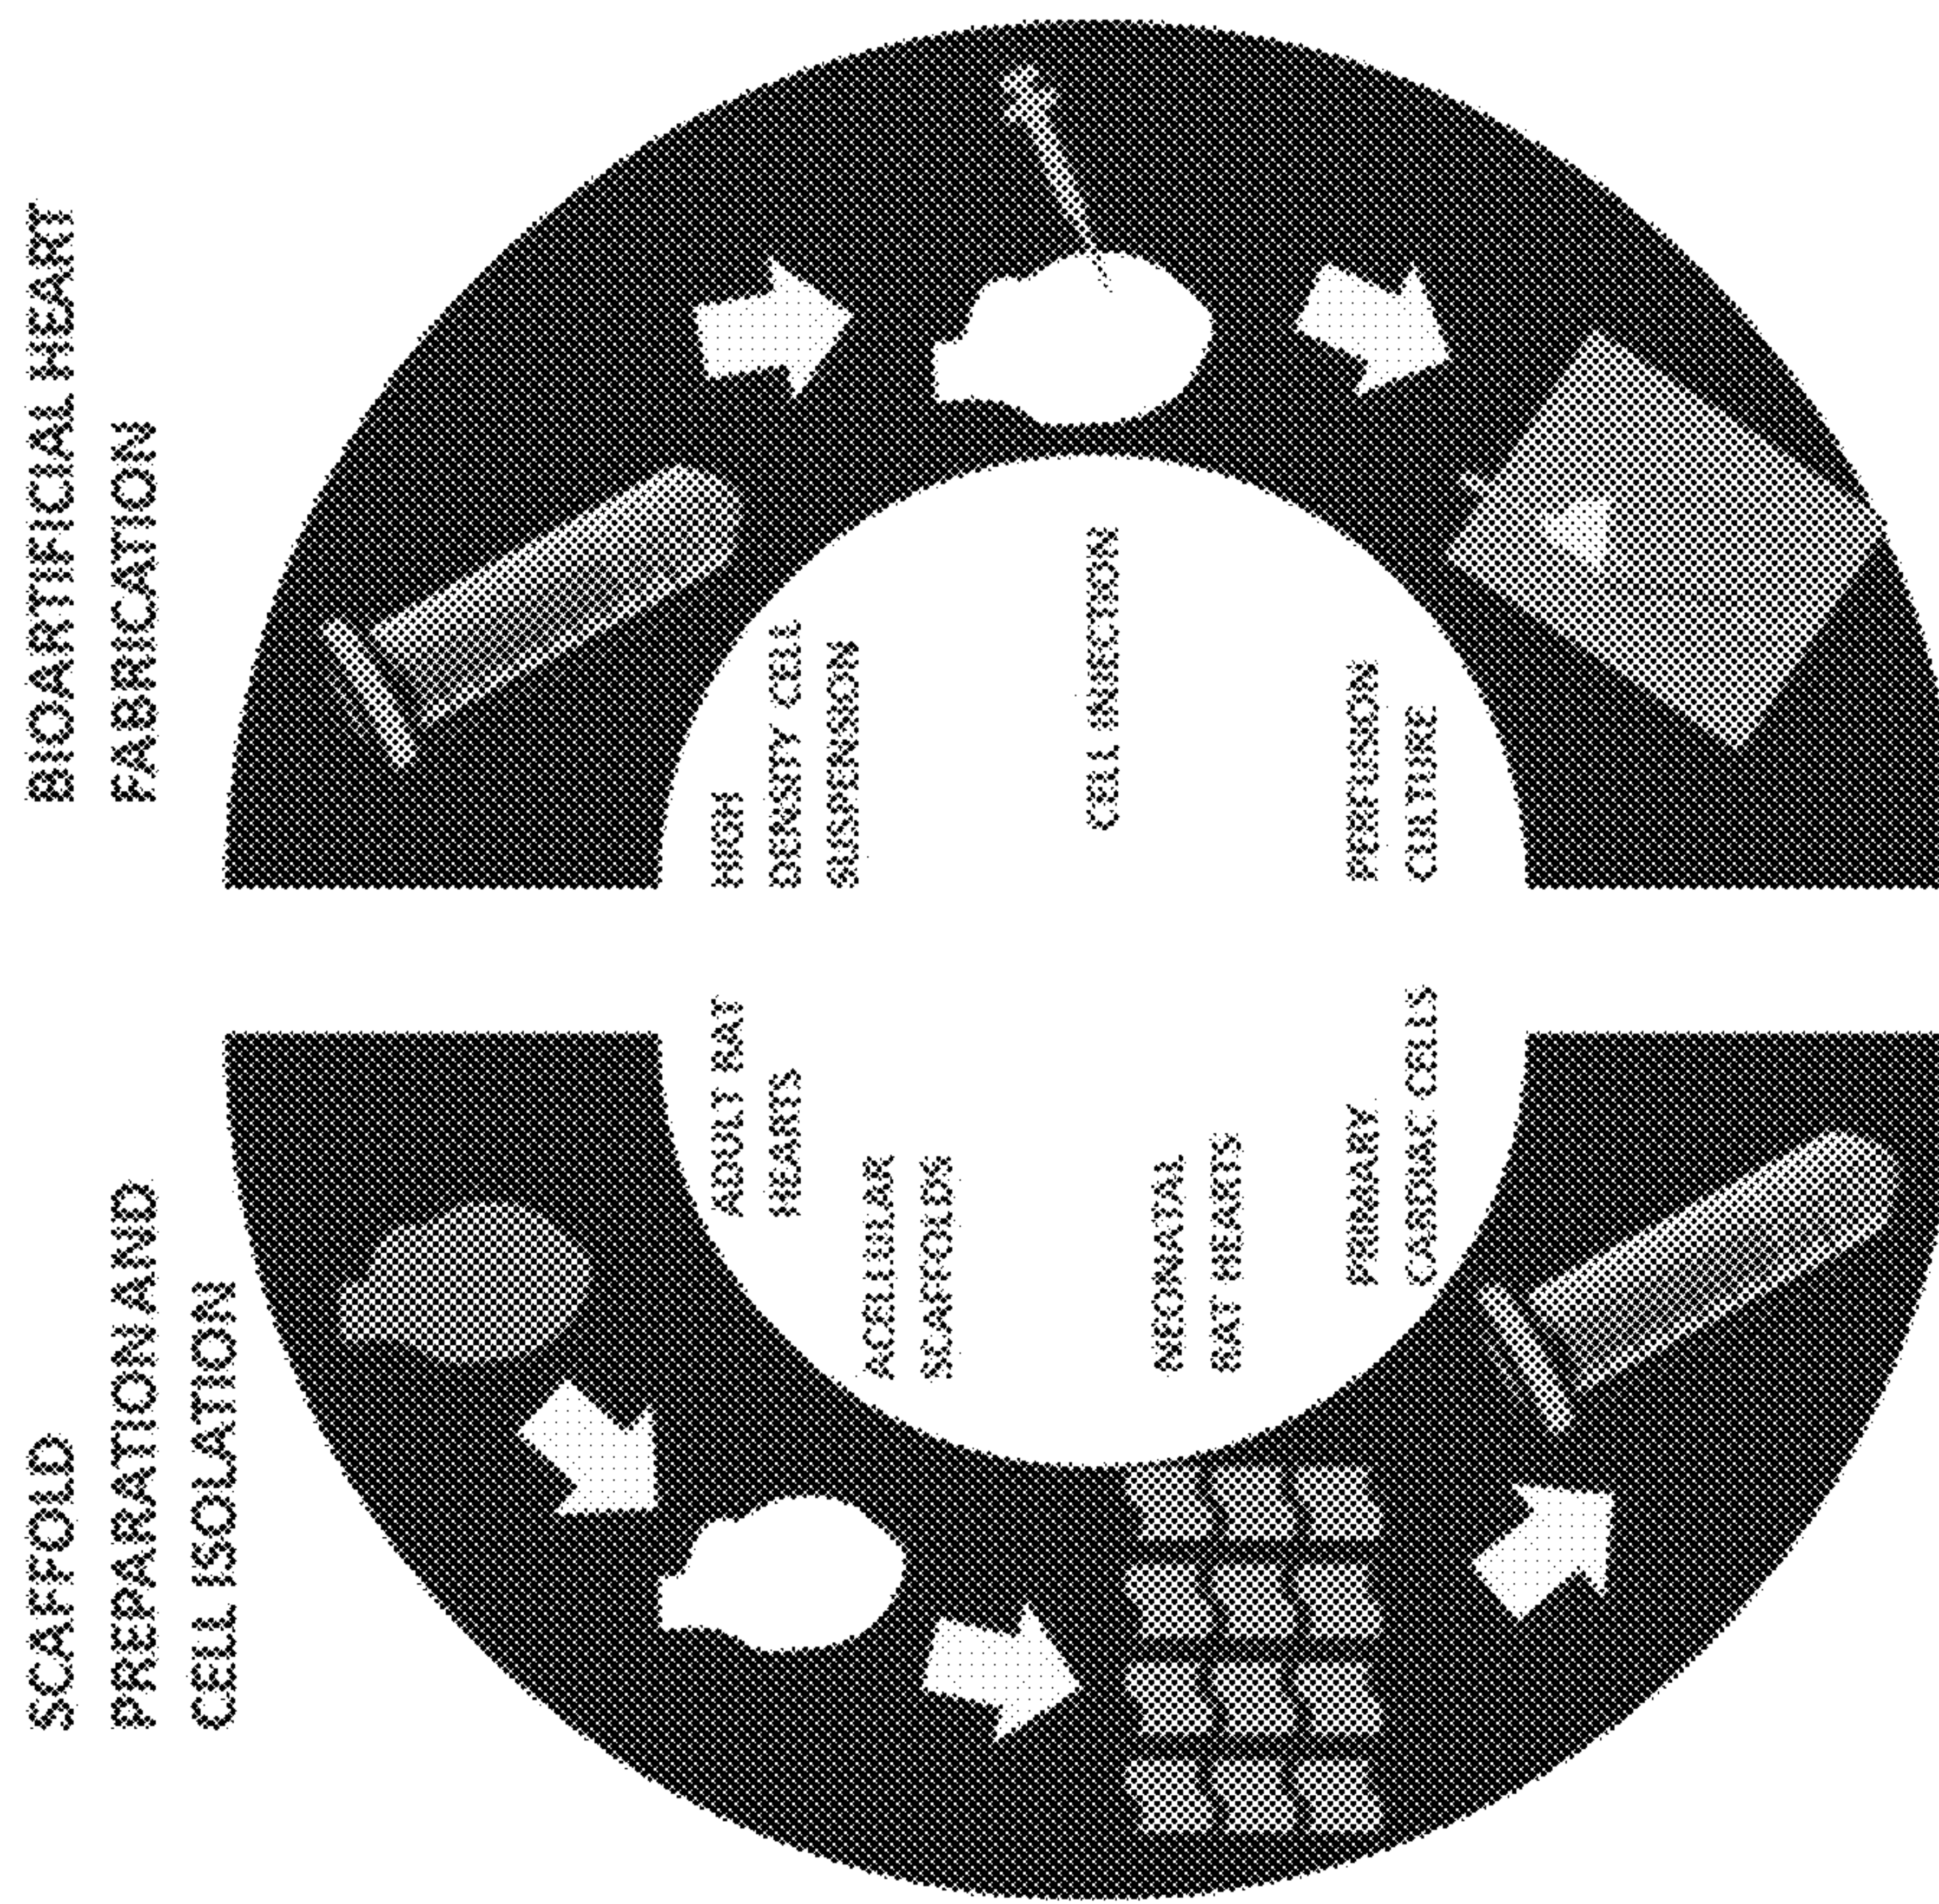 SCAFFOLD
PREPARATION AND
CELL ISOLATION
ADULT RAT
HEARTS
ACELLULAR
SCAFFOLDS
NEONATAL
RAT HEARTS
PRIMARY
CARDIAC CELLS
BIOARTIFICIAL HEART
FABRICATION
HIGH
DENSITY CELL
SUSPENSION
CELL INJECTION
PERFUSION
CULTURE